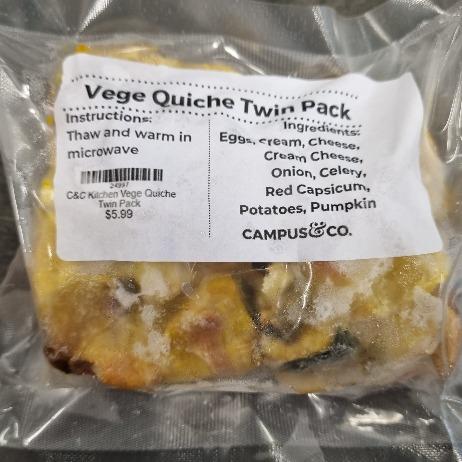 Vege Quiche Twin Pack
Instructions:
Thaw and warm in
microwave
24997
C&C Kitchen Vege Quiche
Twin Pack
$5.99
Ingredients:
Eggs, cream, Cheese,
Cream Cheese,
Onion, Celery,
Red Capsicum,
Potatoes, Pumpkin
CAMPUS&CO.